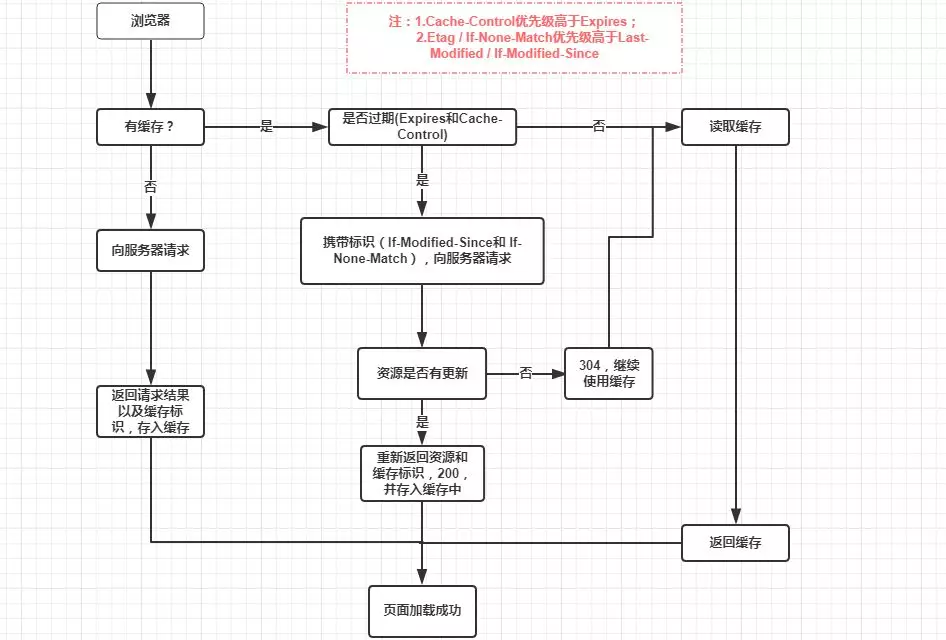 浏览器
注：1.Cache-Control优先级高于Expires；
2.Etag / If-None-Match优先级高于Last-
Modified / If-Modified-Since
有缓存？
是
是否过期(Expires和Cache-
Control)
否
读取缓存
否
是
向服务器请求
携带标识（If-Modified-Since和 If-
None-Match），向服务器请求
资源是否有更新
否
304，继续
使用缓存
返回请求结果
以及缓存标
识，存入缓存
是
重新返回资源和
缓存标识，200，
并存入缓存中
返回缓存
页面加载成功